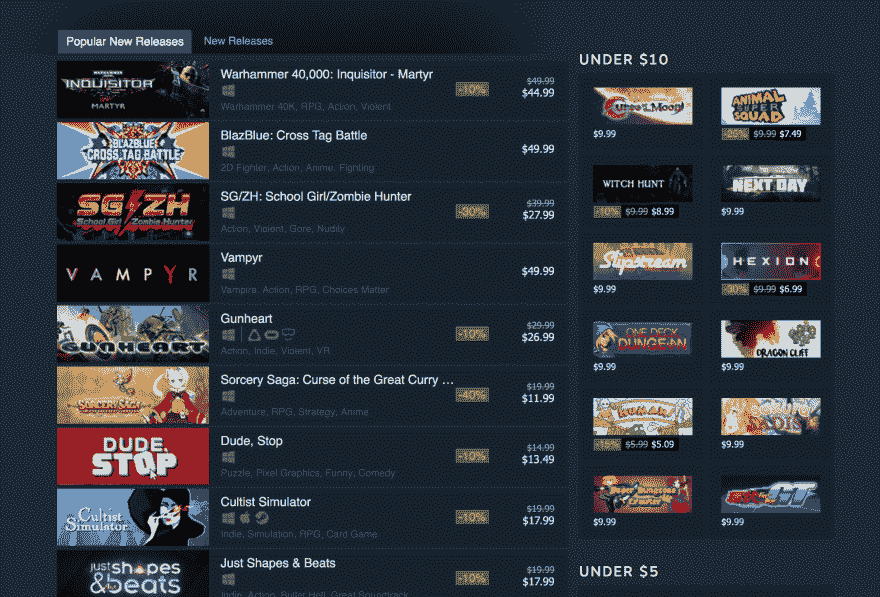 Popular New Releases
New Releases
WARHAMMER 40,000
INQUISITOR
MARTYR
Warhammer 40,000: Inquisitor - Martyr
Warhammer 40K, RPG, Action, Violent
-10%
$49.99
$44.99
BLAZBLUE:
CROSS TAG BATTLE
BlazBlue: Cross Tag Battle
2D Fighter, Action, Anime, Fighting
$49.99
SG/ZH
School Girl/Zombie Hunter
SG/ZH: School Girl/Zombie Hunter
Action, Violent, Gore, Nudity
-30%
$39.99
$27.99
VAMPYR
Vampyr
Vampire, Action, RPG, Choices Matter
$49.99
GUNHEART
Gunheart
Action, Indie, Violent, VR
-10%
$29.99
$26.99
SORCERY SAGA
Sorcery Saga: Curse of the Great Curry ...
Adventure, RPG, Strategy, Anime
-40%
$19.99
$11.99
DUDE,
STOP
Dude, Stop
Puzzle, Pixel Graphics, Funny, Comedy
-10%
$14.99
$13.49
Cultist
Simulator
Cultist Simulator
Indie, Simulation, RPG, Card Game
-10%
$19.99
$17.99
just shapes
&beats
Just Shapes & Beats
Indie, Action, Bullet Hell, Great Soundtrack
-10%
$19.99
$17.99
UNDER $10
$9.99
ANIMAL
SUPER
SQUAD
-25% $9.99 $7.49
WITCH HUNT
-10% $9.99 $8.99
NEXT DAY
$9.99
Slipstream
$9.99
HEXION
-30% $9.99 $6.99
ONE DECK
DUNGEON
$9.99
DRAGON CLIFF
$9.99
-15% $5.99 $5.09
$9.99
$9.99
$9.99
UNDER $5